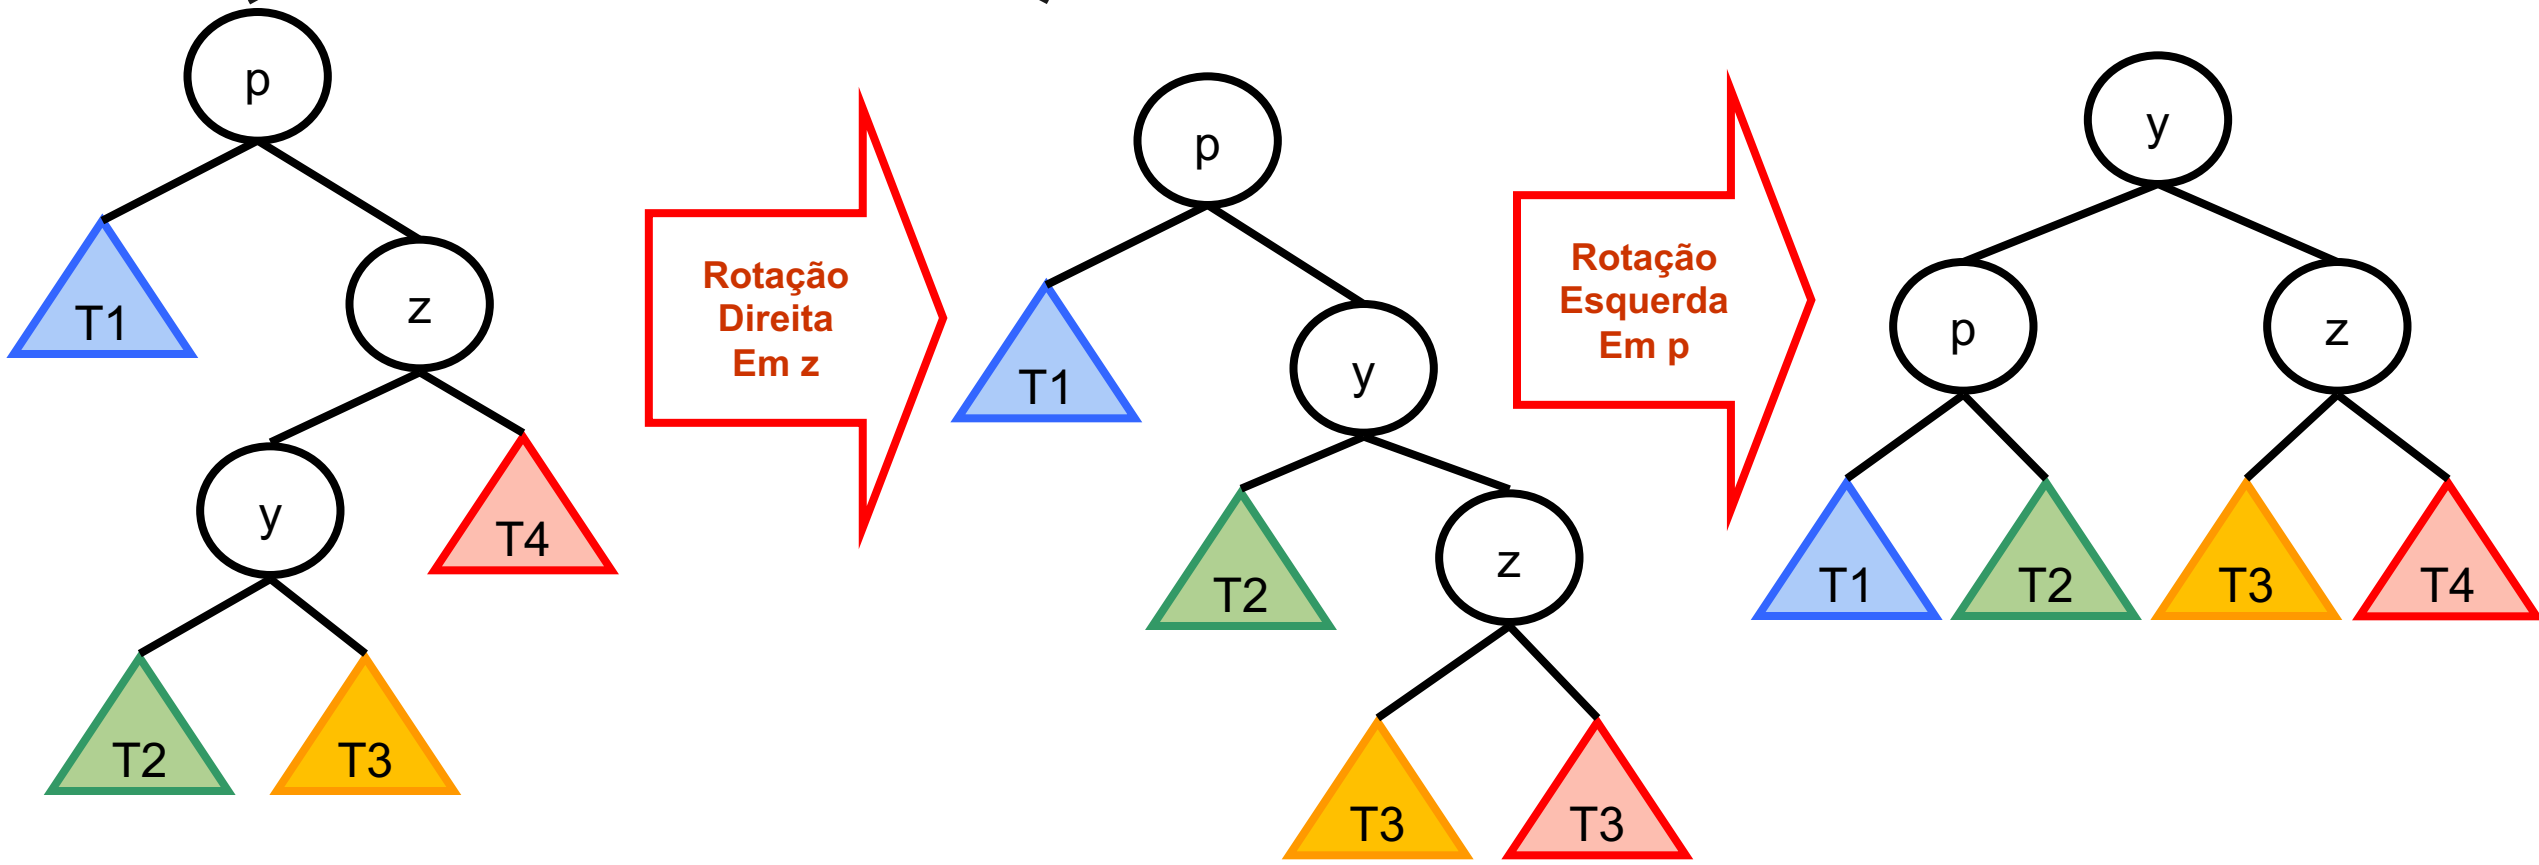 p
T1
z
y
T4
T2
T3
Rotação
Direita
Em z
p
T1
y
T2
z
T3
T3
Rotação
Esquerda
Em p
y
p
z
T1
T2
T3
T4